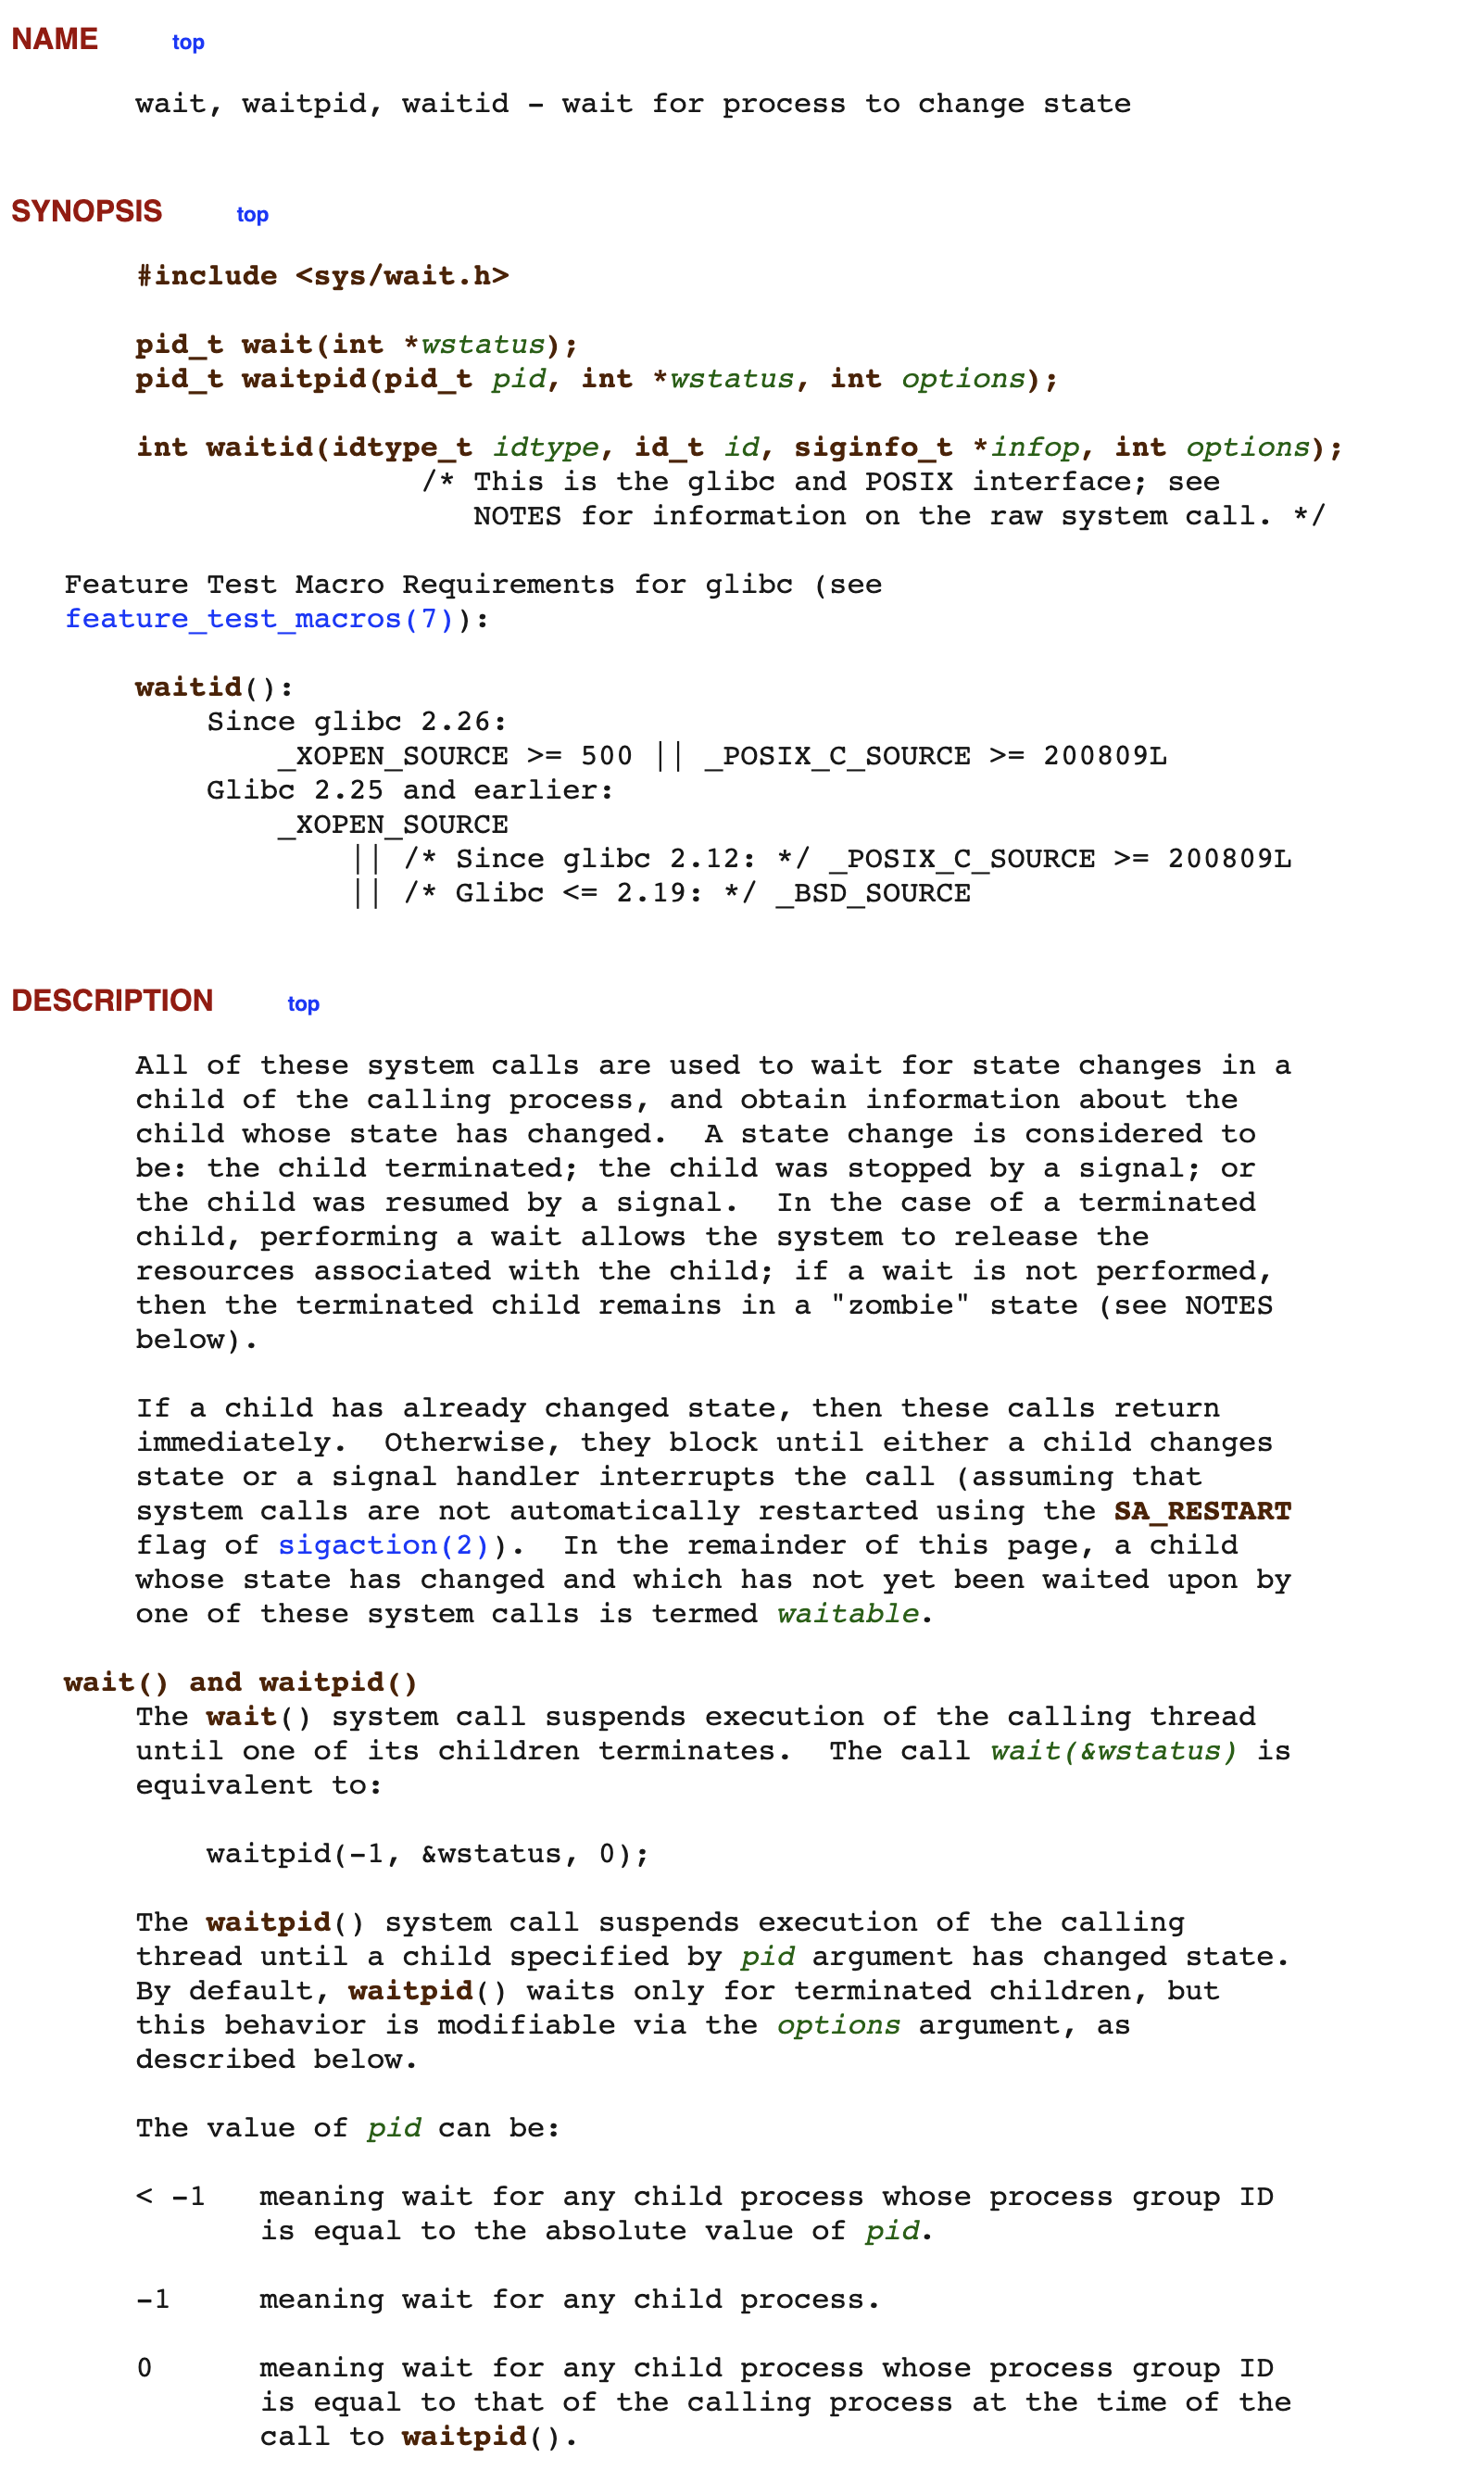 NAME top
wait, waitpid, waitid - wait for process to change state
SYNOPSIS top
#include <sys/wait.h>
pid_t wait(int *wstatus);
pid_t waitpid(pid_t pid, int *wstatus, int options);
int waitid(idtype_t idtype, id_t id, siginfo_t *infop, int options);
/* This is the glibc and POSIX interface; see
NOTES for information on the raw system call. */
Feature Test Macro Requirements for glibc (see
feature_test_macros(7)):
waitid():
Since glibc 2.26:
_XOPEN_SOURCE >= 500 || _POSIX_C_SOURCE >= 200809L
Glibc 2.25 and earlier:
_XOPEN_SOURCE
|| /* Since glibc 2.12: */ _POSIX_C_SOURCE >= 200809L
|| /* Glibc <= 2.19: */ _BSD_SOURCE
DESCRIPTION top
All of these system calls are used to wait for state changes in a
child of the calling process, and obtain information about the
child whose state has changed.  A state change is considered to
be: the child terminated; the child was stopped by a signal; or
the child was resumed by a signal.  In the case of a terminated
child, performing a wait allows the system to release the
resources associated with the child; if a wait is not performed,
then the terminated child remains in a "zombie" state (see NOTES
below).
If a child has already changed state, then these calls return
immediately.  Otherwise, they block until either a child changes
state or a signal handler interrupts the call (assuming that
system calls are not automatically restarted using the SA_RESTART
flag of sigaction(2)).  In the remainder of this page, a child
whose state has changed and which has not yet been waited upon by
one of these system calls is termed waitable.
wait() and waitpid()
The wait() system call suspends execution of the calling thread
until one of its children terminates.  The call wait(&wstatus) is
equivalent to:
waitpid(-1, &wstatus, 0);
The waitpid() system call suspends execution of the calling
thread until a child specified by pid argument has changed state.
By default, waitpid() waits only for terminated children, but
this behavior is modifiable via the options argument, as
described below.
The value of pid can be:
< -1 meaning wait for any child process whose process group ID
is equal to the absolute value of pid.
-1 meaning wait for any child process.
0 meaning wait for any child process whose process group ID
is equal to that of the calling process at the time of the
call to waitpid().